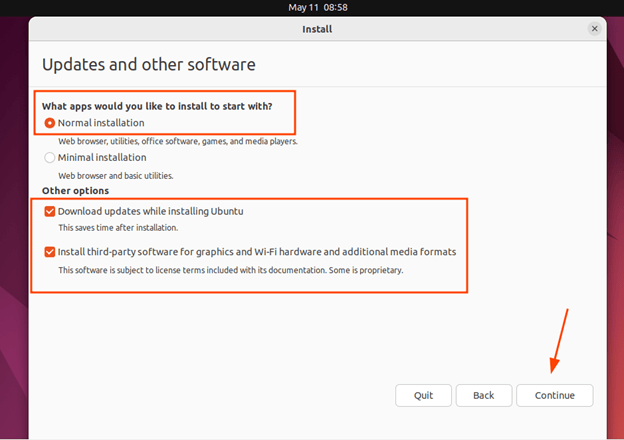 May 11 08:58
Install
Updates and other software
What apps would you like to install to start with?
Normal installation
Web browser, utilities, office software, games, and media players.
Minimal installation
Web browser and basic utilities.
Other options
Download updates while installing Ubuntu
This saves time after installation.
Install third-party software for graphics and Wi-Fi hardware and additional media formats
This software is subject to license terms included with its documentation. Some is proprietary.
Quit Back Continue